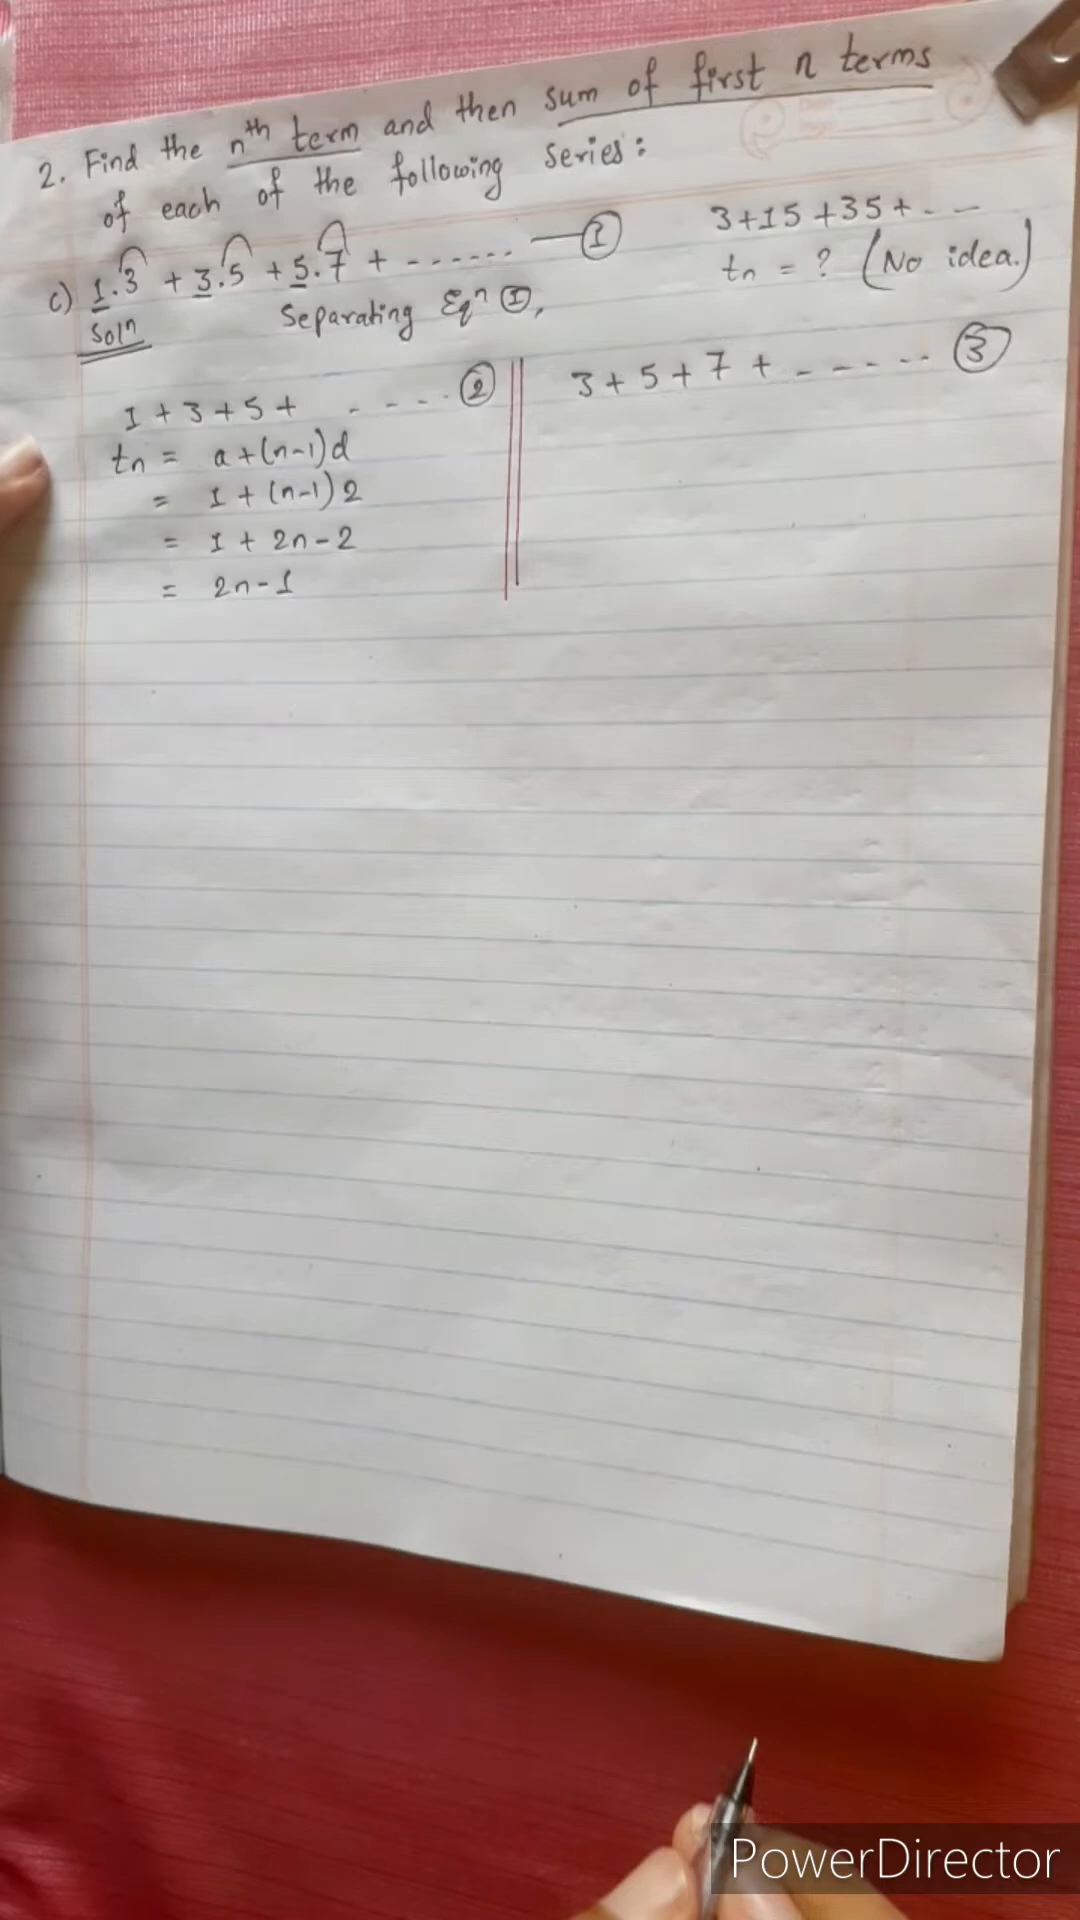 2. Find the nth term and then sum of first n terms
of each of the following series:
c) 1.3 + 3.5 + 5.7 + ....... — ①
3+15+35+ - - -
tn = ? (No idea.)
Soln
Separating Eqn ①,
1 + 3 + 5 + - - - - ②
tn = a + (n-1)d
= 1 + (n-1) 2
= 1 + 2n - 2
= 2n - 1
3 + 5 + 7 + - - - - - ③
PowerDirector